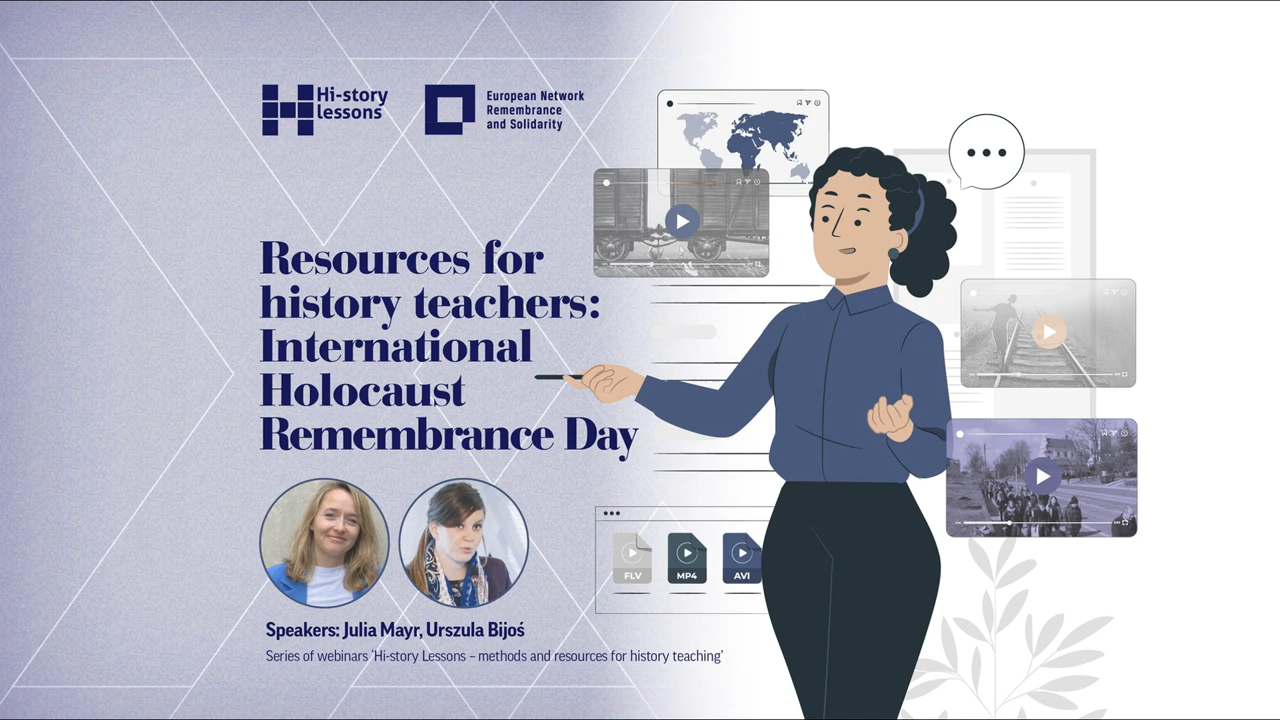 Hi-story
lessons
European Network
Remembrance
and Solidarity
Resources for
history teachers:
International
Holocaust
Remembrance Day
FLV
MP4
AVI
Speakers: Julia Mayr, Urszula Bijoś
Series of webinars 'Hi-story Lessons – methods and resources for history teaching'